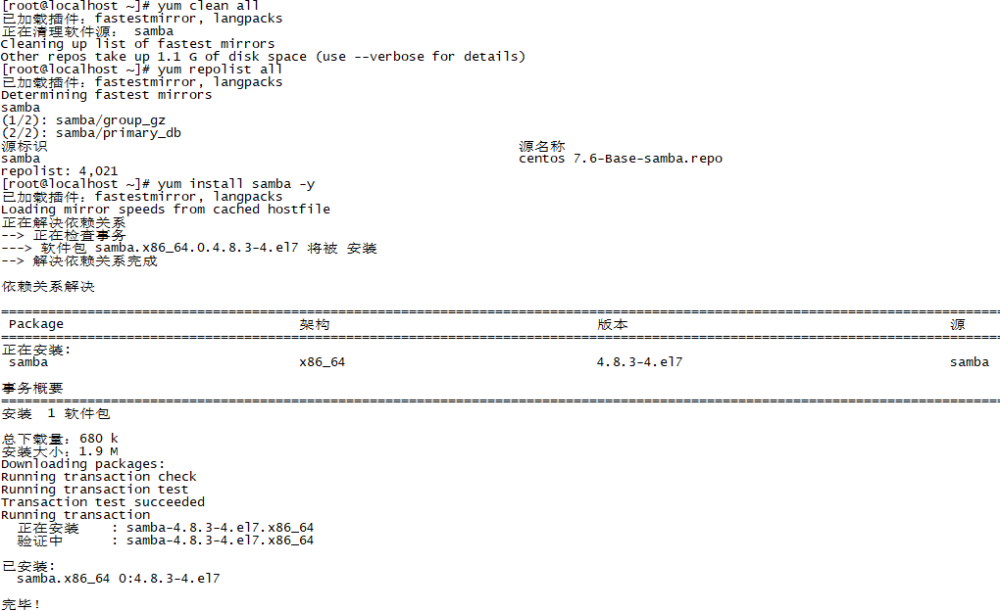 [root@localhost ~]# yum clean all
已加载插件：fastestmirror, langpacks
正在清理软件源： samba
Cleaning up list of fastest mirrors
Other repos take up 1.1 G of disk space (use --verbose for details)
[root@localhost ~]# yum repolist all
已加载插件：fastestmirror, langpacks
Determining fastest mirrors
samba
(1/2): samba/group_gz
(2/2): samba/primary_db
源标识 源名称
samba centos 7.6-Base-samba.repo
repolist: 4,021
[root@localhost ~]# yum install samba -y
已加载插件：fastestmirror, langpacks
Loading mirror speeds from cached hostfile
正在解决依赖关系
--> 正在检查事务
---> 软件包 samba.x86_64.0.4.8.3-4.el7 将被 安装
--> 解决依赖关系完成
依赖关系解决
================================================================================
Package 架构 版本 源
================================================================================
正在安装:
samba x86_64 4.8.3-4.el7 samba
事务概要
================================================================================
安装 1 软件包
总下载量：680 k
安装大小：1.9 M
Downloading packages:
Running transaction check
Running transaction test
Transaction test succeeded
Running transaction
正在安装 : samba-4.8.3-4.el7.x86_64
验证中 : samba-4.8.3-4.el7.x86_64
已安装:
samba.x86_64 0:4.8.3-4.el7
完毕！